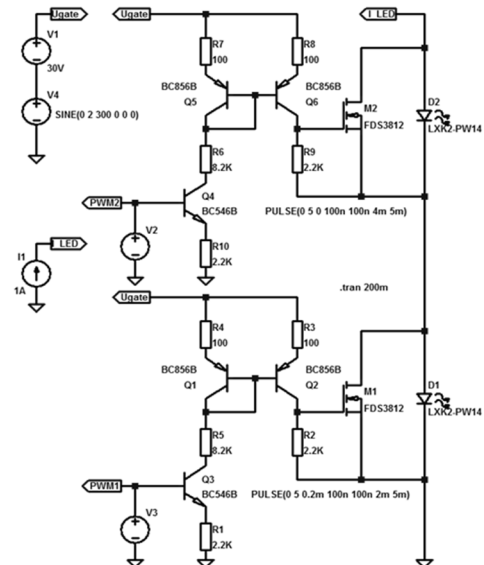 Ugate
Ugate
I_LED
V1
30V
V4
SINE(0 2 300 0 0 0)
R7
100
R8
100
BC856B
Q5
BC856B
Q6
M2
FDS3812
D2
LXK2-PW14
R6
8.2K
R9
2.2K
PWM2
Q4
BC546B
PULSE(0 5 0 100n 100n 4m 5m)
V2
R10
2.2K
I_LED
I1
1A
.tran 200m
Ugate
R4
100
R3
100
BC856B
Q1
BC856B
Q2
M1
FDS3812
D1
LXK2-PW14
R5
8.2K
R2
2.2K
PWM1
Q3
BC546B
PULSE(0 5 0.2m 100n 100n 2m 5m)
V3
R1
2.2K